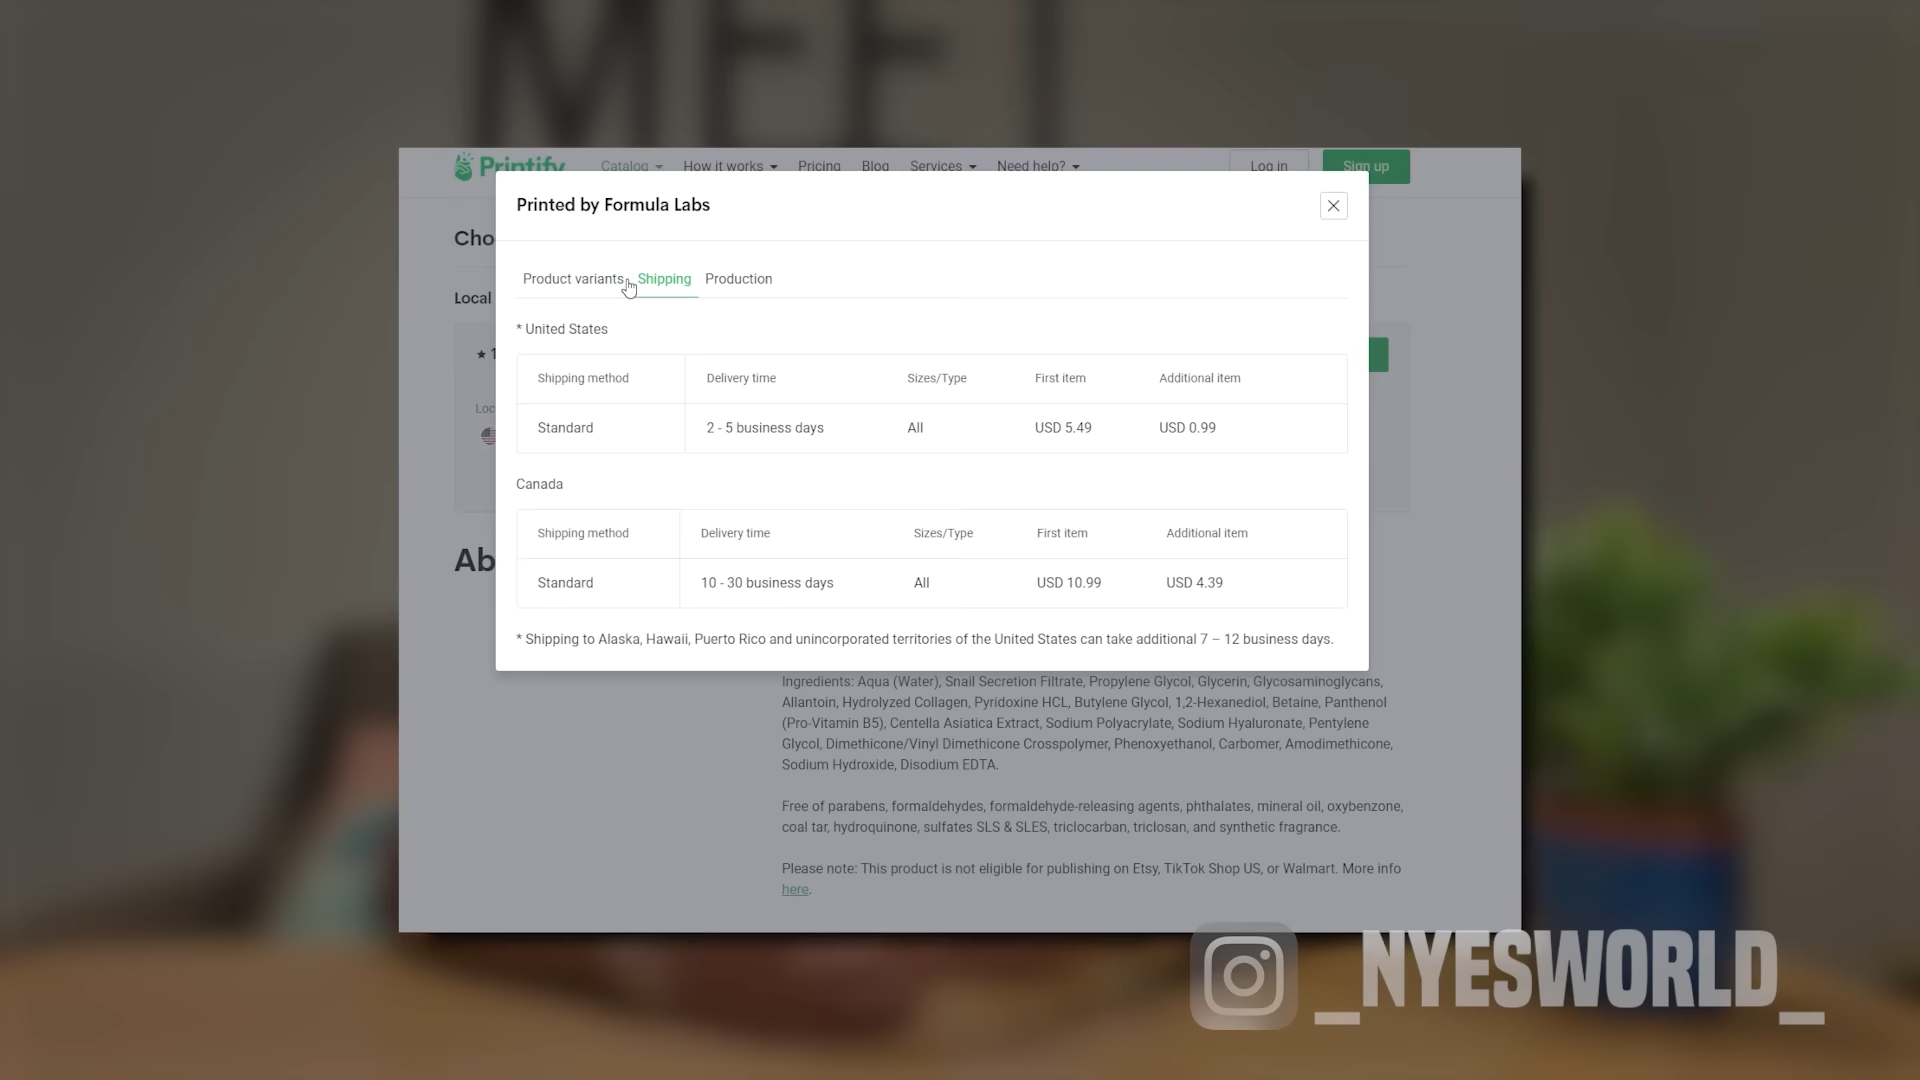 MEET
Printify
Catalog
How it works
Pricing
Blog
Services
Need help?
Log in
Sign up
Printed by Formula Labs
Cho
Product variants
Shipping
Production
Local
* United States
Shipping method
Delivery time
Sizes/Type
First item
Additional item
Standard
2 - 5 business days
All
USD 5.49
USD 0.99
Loc
Canada
Shipping method
Delivery time
Sizes/Type
First item
Additional item
Standard
10 - 30 business days
All
USD 10.99
USD 4.39
Ab
* Shipping to Alaska, Hawaii, Puerto Rico and unincorporated territories of the United States can take additional 7 – 12 business days.
Ingredients: Aqua (Water), Snail Secretion Filtrate, Propylene Glycol, Glycerin, Glycosaminoglycans,
Allantoin, Hydrolyzed Collagen, Pyridoxine HCL, Butylene Glycol, 1,2-Hexanediol, Betaine, Panthenol
(Pro-Vitamin B5), Centella Asiatica Extract, Sodium Polyacrylate, Sodium Hyaluronate, Pentylene
Glycol, Dimethicone/Vinyl Dimethicone Crosspolymer, Phenoxyethanol, Carbomer, Amodimethicone,
Sodium Hydroxide, Disodium EDTA.
Free of parabens, formaldehydes, formaldehyde-releasing agents, phthalates, mineral oil, oxybenzone,
coal tar, hydroquinone, sulfates SLS & SLES, triclocarban, triclosan, and synthetic fragrance.
Please note: This product is not eligible for publishing on Etsy, TikTok Shop US, or Walmart. More info
here.
_NYESWORLD_